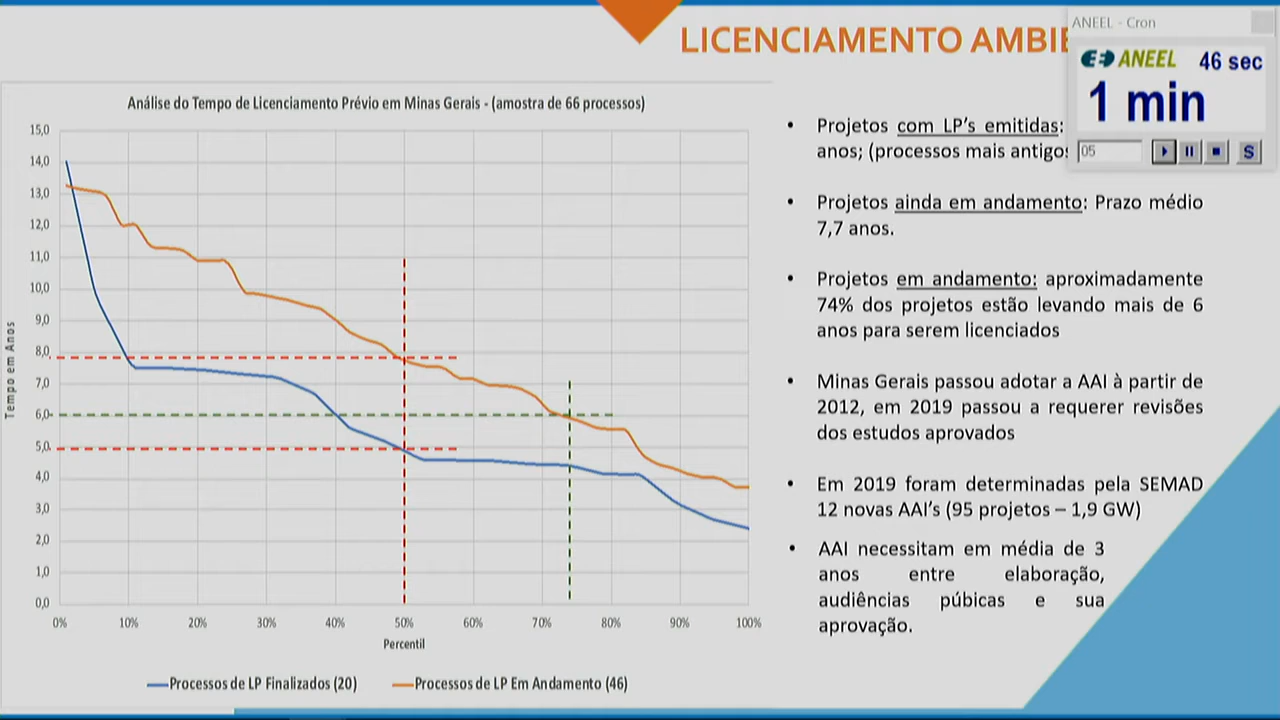 LICENCIAMENTO
ANEEL - Cron
ANEEL 46 sec
1 min
05
S
Análise do Tempo de Licenciamento Prévio em Minas Gerais - (amostra de 66 processos)
15,0
14,0
13,0
12,0
11,0
10,0
9,0
8,0
7,0
6,0
5,0
4,0
3,0
2,0
1,0
0,0
Tempo em Anos
0% 10% 20% 30% 40% 50% 60% 70% 80% 90% 100%
Percentil
Processos de LP Finalizados (20) Processos de LP Em Andamento (46)
• Projetos com LP's emitidas:
anos; (processos mais antigos
• Projetos ainda em andamento: Prazo médio
7,7 anos.
• Projetos em andamento: aproximadamente
74% dos projetos estão levando mais de 6
anos para serem licenciados
• Minas Gerais passou adotar a AAI à partir de
2012, em 2019 passou a requerer revisões
dos estudos aprovados
• Em 2019 foram determinadas pela SEMAD
12 novas AAI's (95 projetos – 1,9 GW)
• AAI necessitam em média de 3
anos entre elaboração,
audiências púbicas e sua
aprovação.